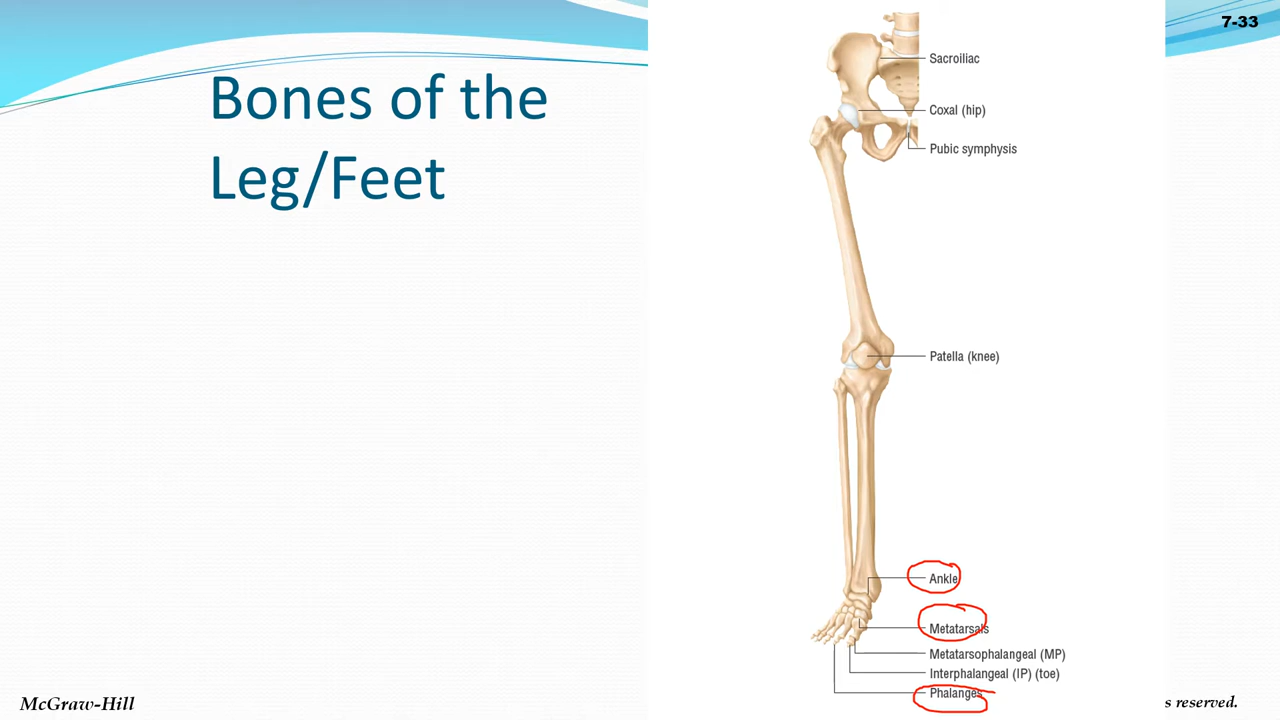 7-33
Bones of the
Leg/Feet
Sacroiliac
Coxal (hip)
Pubic symphysis
Patella (knee)
Ankle
Metatarsals
Metatarsophalangeal (MP)
Interphalangeal (IP) (toe)
Phalanges
McGraw-Hill
s reserved.